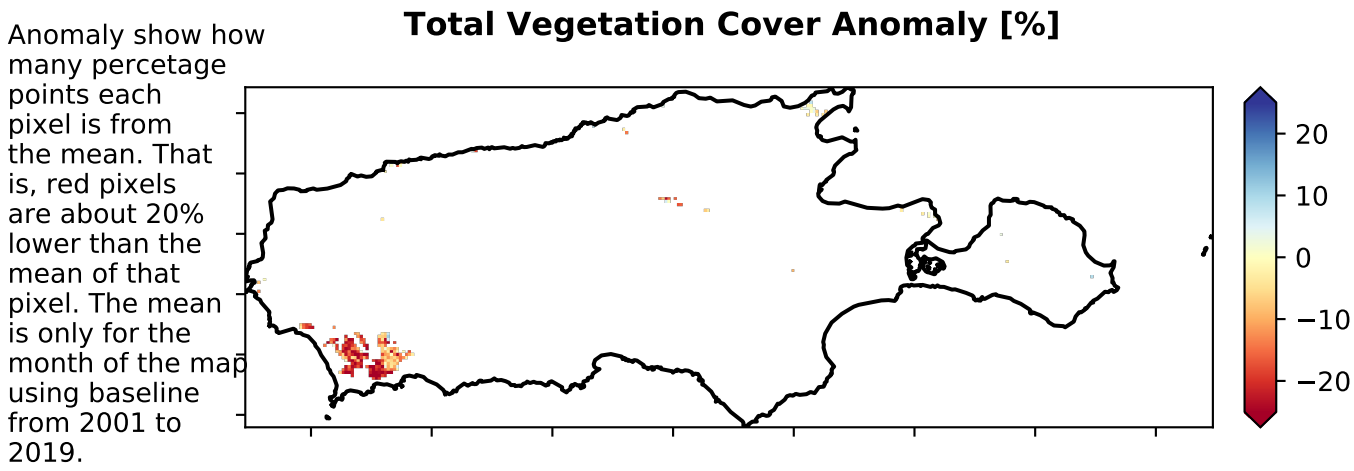 Total Vegetation Cover Anomaly [%]
Anomaly show how
many percetage
points each
pixel is from
the mean. That
is, red pixels
are about 20%
lower than the
mean of that
pixel. The mean
is only for the
month of the map
using baseline
from 2001 to
2019.
20
10
0
−10
−20